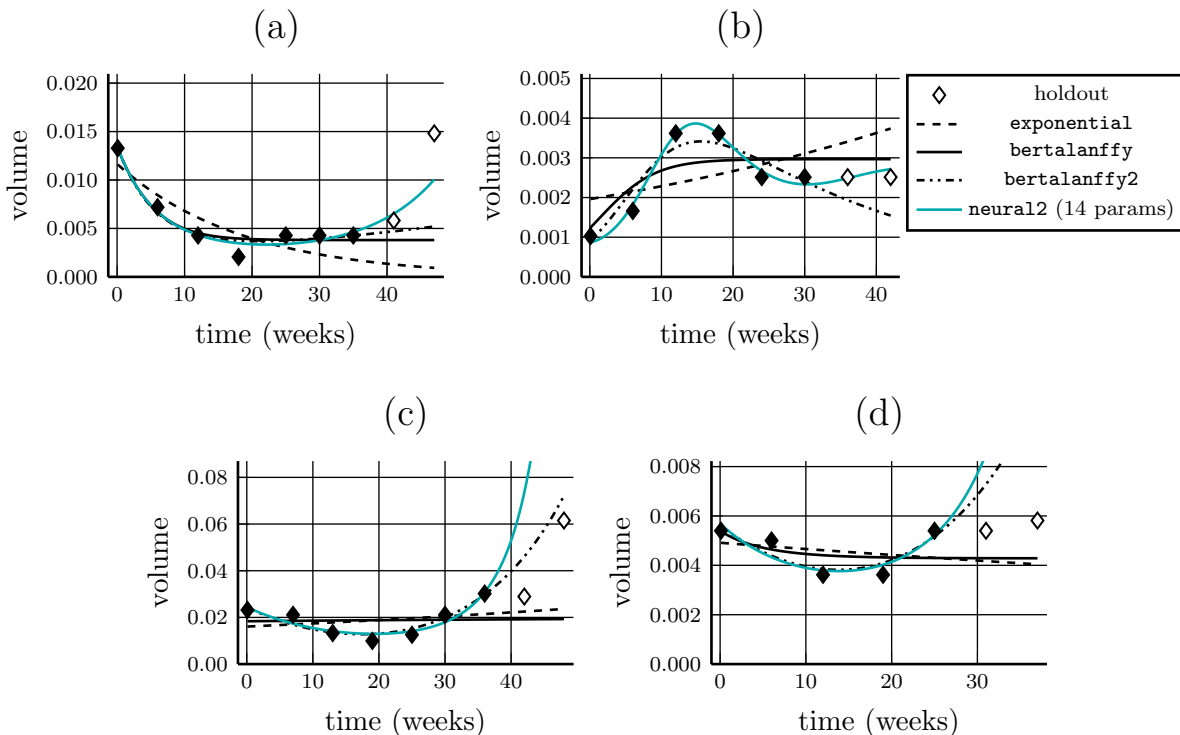 (a)
0.020
0.015
0.010
0.005
0.000
volume
0 10 20 30 40
time (weeks)
(b)
0.005
0.004
0.003
0.002
0.001
0.000
volume
0 10 20 30 40
time (weeks)
holdout
exponential
bertalanffy
bertalanffy2
neural2 (14 params)
(c)
0.08
0.06
0.04
0.02
0.00
volume
0 10 20 30 40
time (weeks)
(d)
0.008
0.006
0.004
0.002
0.000
volume
0 10 20 30
time (weeks)